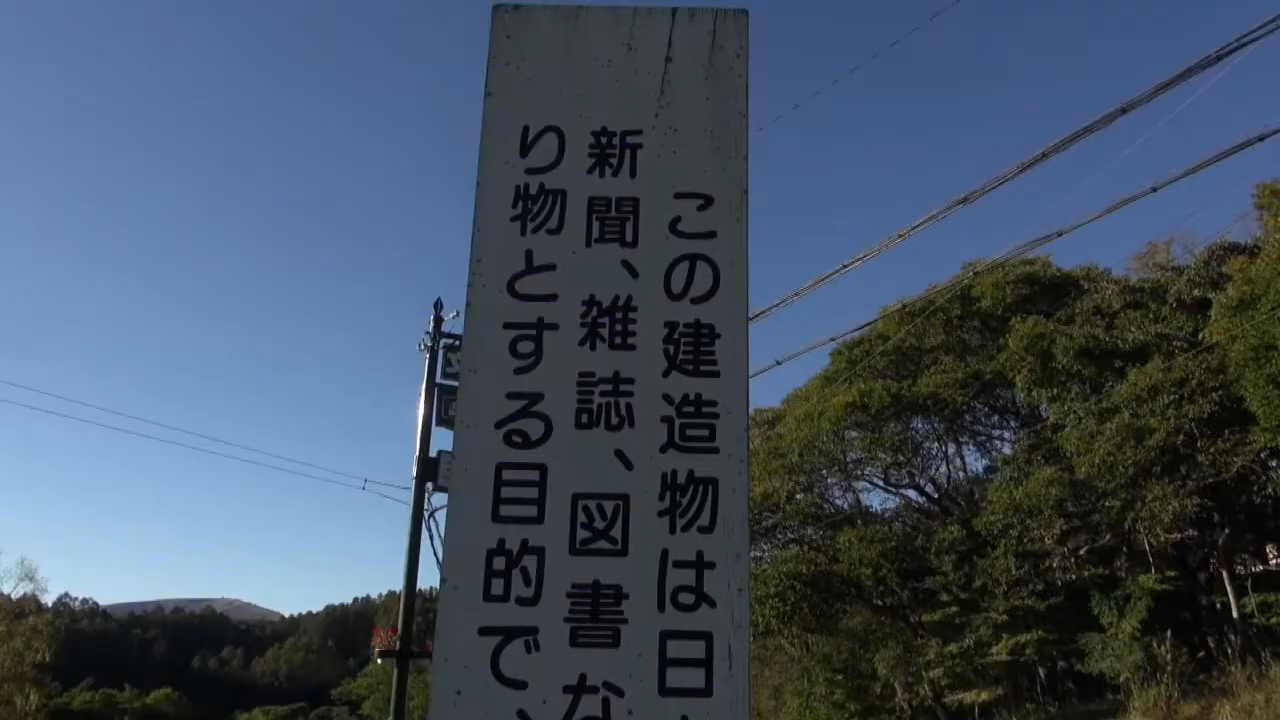 この建造物は日
新聞、雑誌、図書な
り物とする目的で、